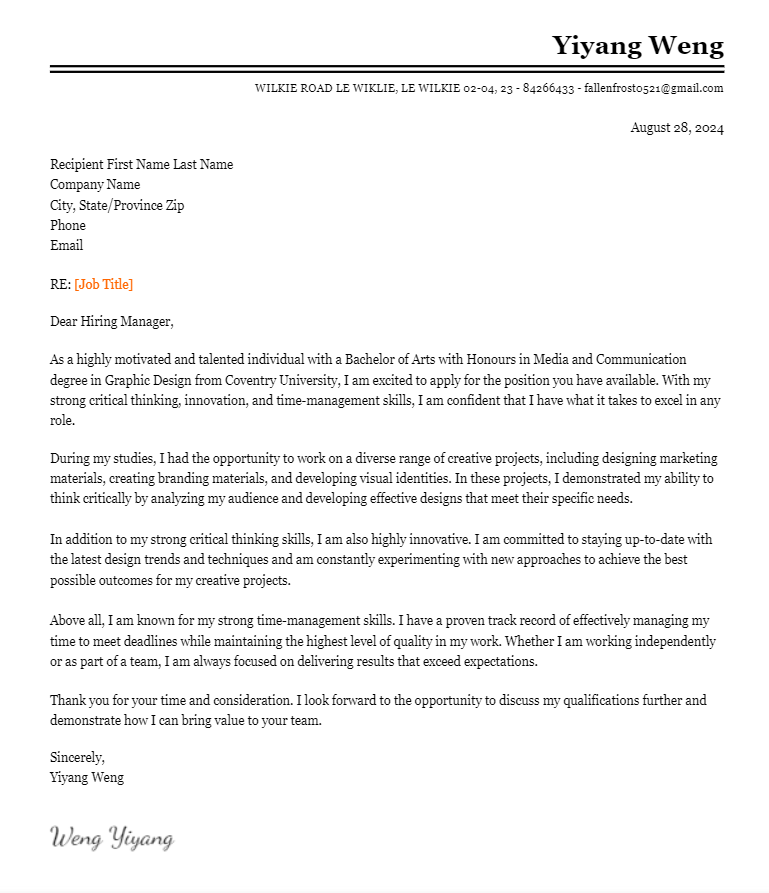 Yiyang Weng
WILKIE ROAD LE WIKLIE, LE WILKIE 02-04, 23 - 84266433 - fallenfrost0521@gmail.com
August 28, 2024
Recipient First Name Last Name
Company Name
City, State/Province Zip
Phone
Email
RE: [Job Title]
Dear Hiring Manager,
As a highly motivated and talented individual with a Bachelor of Arts with Honours in Media and Communication
degree in Graphic Design from Coventry University, I am excited to apply for the position you have available. With my
strong critical thinking, innovation, and time-management skills, I am confident that I have what it takes to excel in any
role.
During my studies, I had the opportunity to work on a diverse range of creative projects, including designing marketing
materials, creating branding materials, and developing visual identities. In these projects, I demonstrated my ability to
think critically by analyzing my audience and developing effective designs that meet their specific needs.
In addition to my strong critical thinking skills, I am also highly innovative. I am committed to staying up-to-date with
the latest design trends and techniques and am constantly experimenting with new approaches to achieve the best
possible outcomes for my creative projects.
Above all, I am known for my strong time-management skills. I have a proven track record of effectively managing my
time to meet deadlines while maintaining the highest level of quality in my work. Whether I am working independently
or as part of a team, I am always focused on delivering results that exceed expectations.
Thank you for your time and consideration. I look forward to the opportunity to discuss my qualifications further and
demonstrate how I can bring value to your team.
Sincerely,
Yiyang Weng
Weng Yiyang